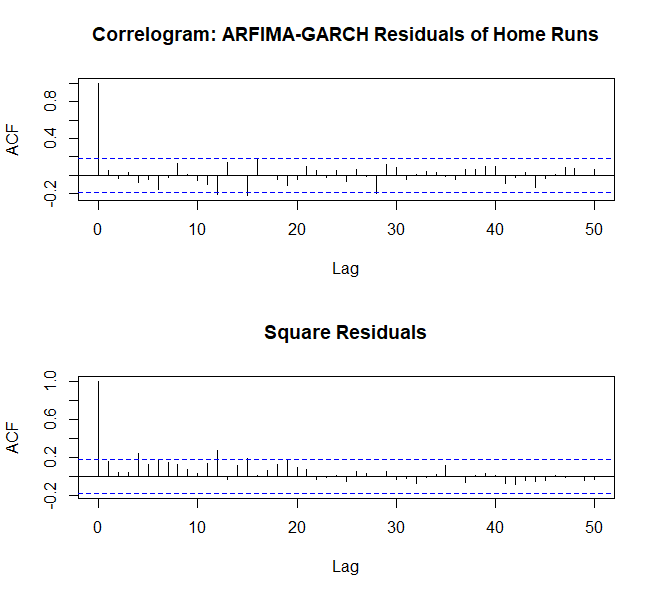 Correlogram: ARFIMA-GARCH Residuals of Home Runs
ACF
0.8
0.4
-0.2
0 10 20 30 40 50
Lag
Square Residuals
ACF
1.0
0.6
0.2
-0.2
0 10 20 30 40 50
Lag